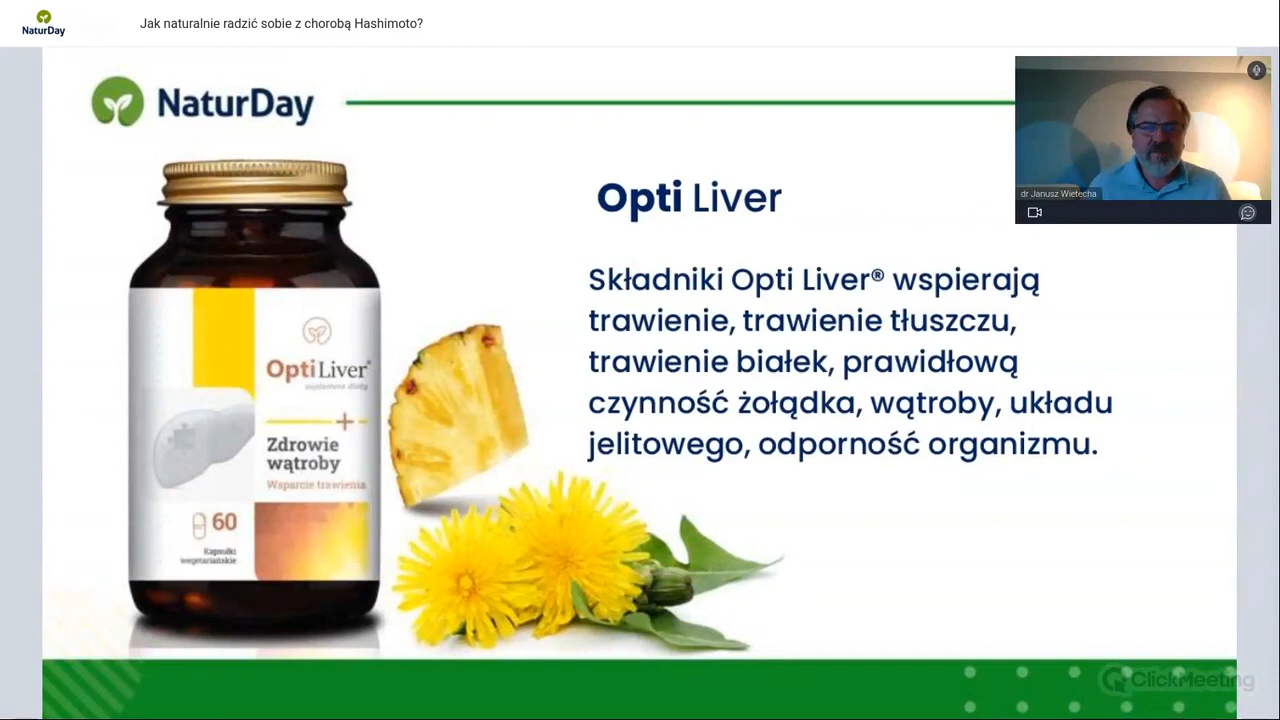 NaturDay
Jak naturalnie radzić sobie z chorobą Hashimoto?
NaturDay
dr Janusz Wietecha
Opti Liver
Składniki Opti Liver® wspierają
trawienie, trawienie tłuszczu,
trawienie białek, prawidłową
czynność żołądka, wątroby, układu
jelitowego, odporność organizmu.
OptiLiver®
suplement diety
Zdrowie
wątroby
Wsparcie trawienia
60
Kapsułki
wegetariańskie
ClickMeeting